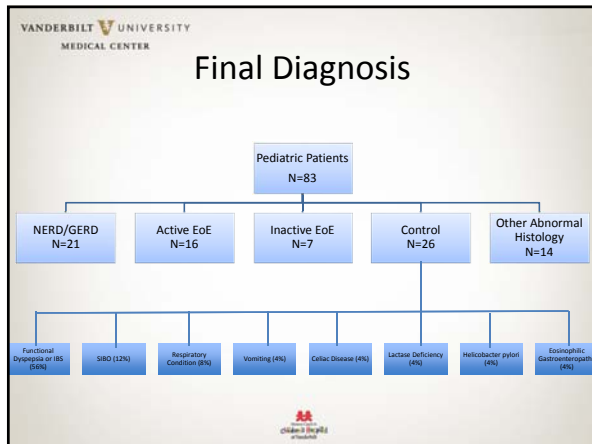 VANDERBILT V UNIVERSITY
MEDICAL CENTER
Final Diagnosis
Pediatric Patients
N=83
NERD/GERD
N=21
Active EoE
N=16
Inactive EoE
N=7
Control
N=26
Other Abnormal
Histology
N=14
Functional
Dyspepsia or IBS
(56%)
SIBO (12%)
Respiratory
Condition (8%)
Vomiting (4%)
Celiac Disease (4%)
Lactase Deficiency
(4%)
Helicobacter pylori
(4%)
Eosinophilic
Gastroenteropath
(4%)